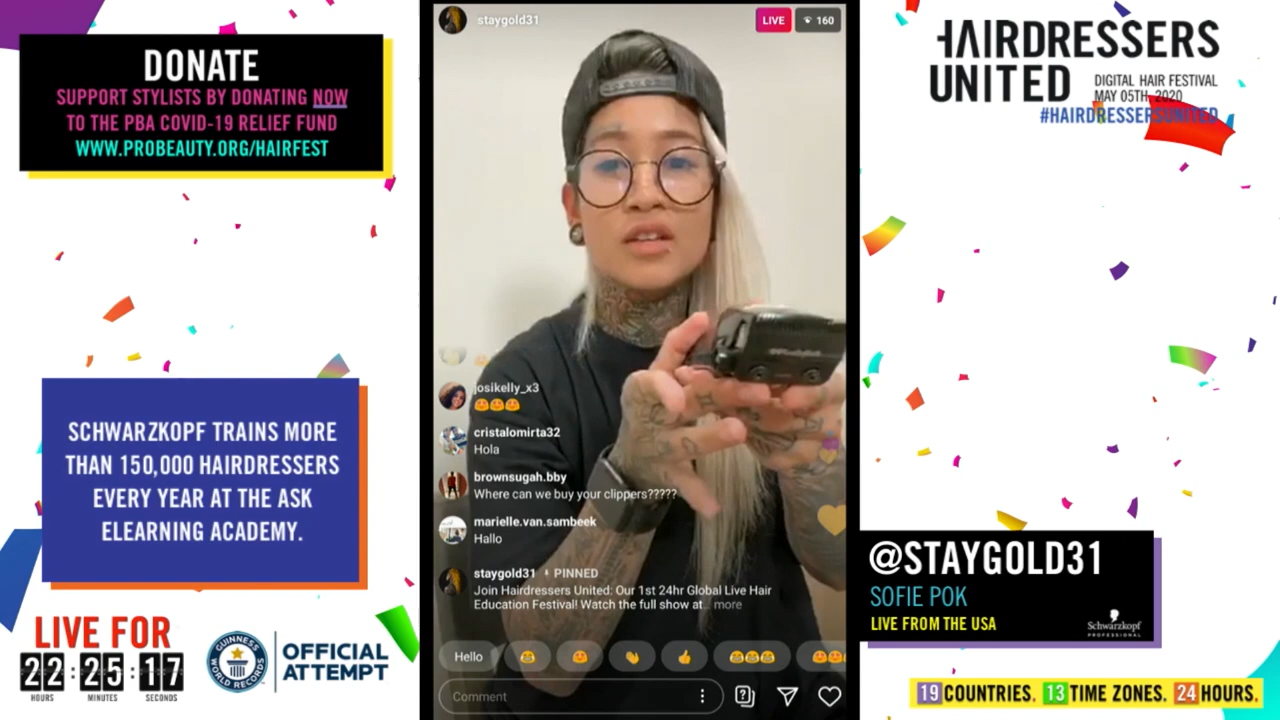 DONATE
SUPPORT STYLISTS BY DONATING NOW
TO THE PBA COVID-19 RELIEF FUND
WWW.PROBEAUTY.ORG/HAIRFEST
SCHWARZKOPF TRAINS MORE
THAN 150,000 HAIRDRESSERS
EVERY YEAR AT THE ASK
ELEARNING ACADEMY.
LIVE FOR
22:25:17
HOURS MINUTES SECONDS
GUINNESS
WORLD RECORDS
OFFICIAL
ATTEMPT
staygold31
LIVE 160
josikelly_x3
cristalomirta32
Hola
brownsugah.bby
Where can we buy your clippers?????
marielle.van.sambeek
Hallo
staygold31 PINNED
Join Hairdressers United: Our 1st 24hr Global Live Hair
Education Festival! Watch the full show at... more
Hello
Comment
HAIRDRESSERS
UNITED
DIGITAL HAIR FESTIVAL
MAY 05TH, 2020
#HAIRDRESSERSUNITED
@STAYGOLD31
SOFIE POK
LIVE FROM THE USA
Schwarzkopf
PROFESSIONAL
19 COUNTRIES. 13 TIME ZONES. 24 HOURS.